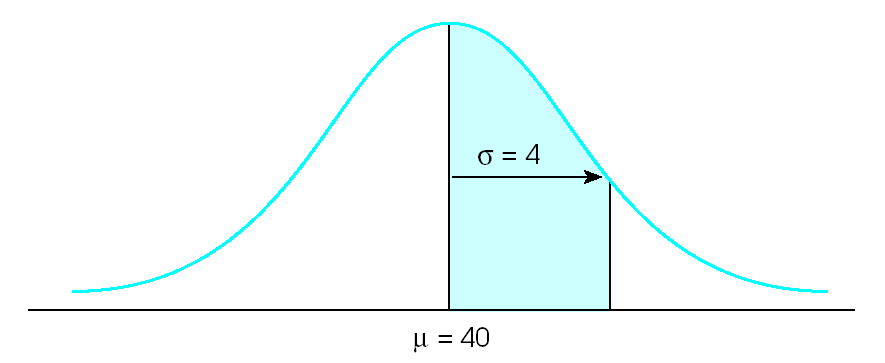 σ = 4
μ = 40